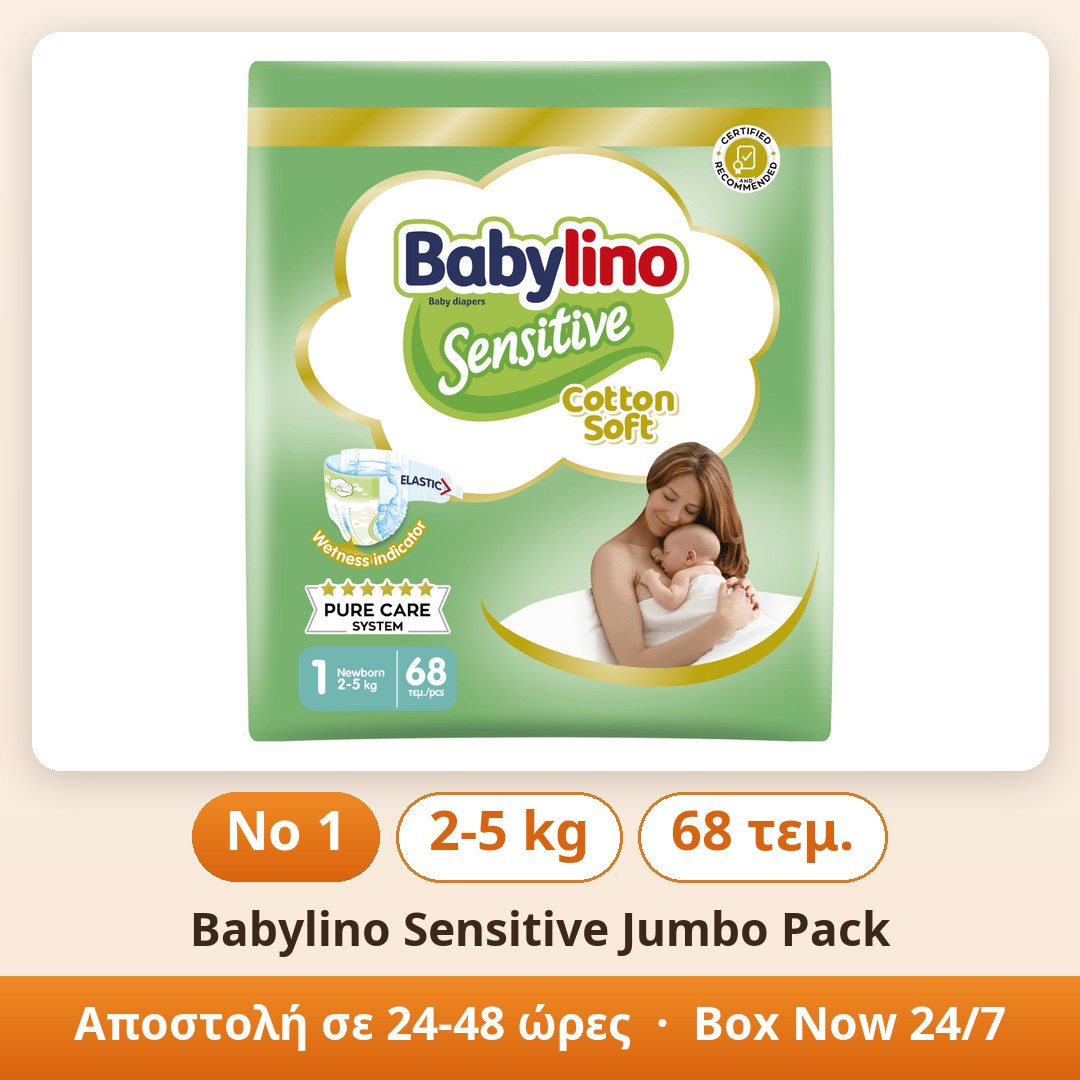 CERTIFIED
AND
RECOMMENDED
Babylino
Baby diapers
Sensitive
Cotton
Soft
ELASTIC
Wetness indicator
PURE CARE
SYSTEM
1 Newborn 68
2-5 kg τεμ./pcs
No 1 2-5 kg 68 τεμ.
Babylino Sensitive Jumbo Pack
Αποστολή σε 24-48 ώρες · Box Now 24/7